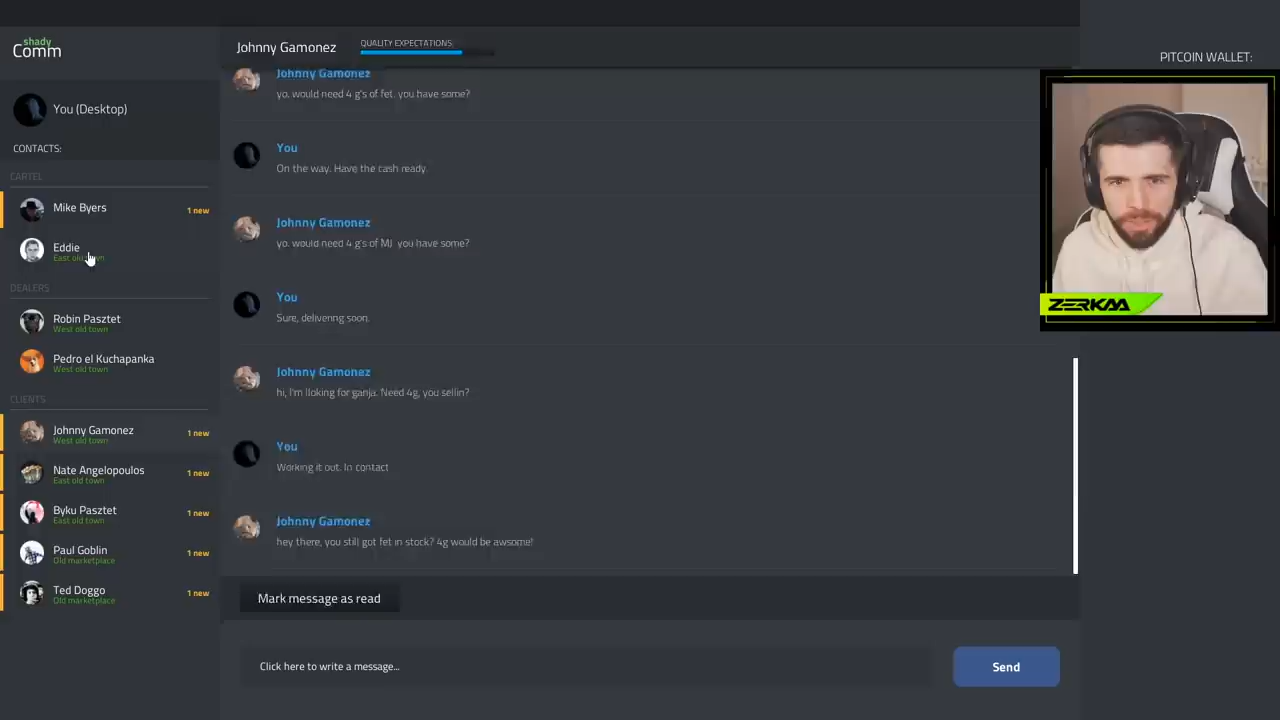 shady
Comm
You (Desktop)
CONTACTS:
CARTEL
Mike Byers
1 new
Eddie
East old town
DEALERS
Robin Pasztet
West old town
Pedro el Kuchapanka
West old town
CLIENTS
Johnny Gamonez
West old town
1 new
Nate Angelopoulos
East old town
1 new
Byku Pasztet
East old town
1 new
Paul Goblin
Old marketplace
1 new
Ted Doggo
Old marketplace
1 new
Johnny Gamonez
QUALITY EXPECTATIONS:
Johnny Gamonez
yo. would need 4 g's of fet. you have some?
You
On the way. Have the cash ready.
Johnny Gamonez
yo. would need 4 g's of MJ. you have some?
You
Sure, delivering soon.
Johnny Gamonez
hi, I'm lloking for ganja. Need 4g, you sellin?
You
Working it out. In contact
Johnny Gamonez
hey there, you still got fet in stock? 4g would be awsome!
Mark message as read
Click here to write a message...
Send
PITCOIN WALLET:
ZERKAA